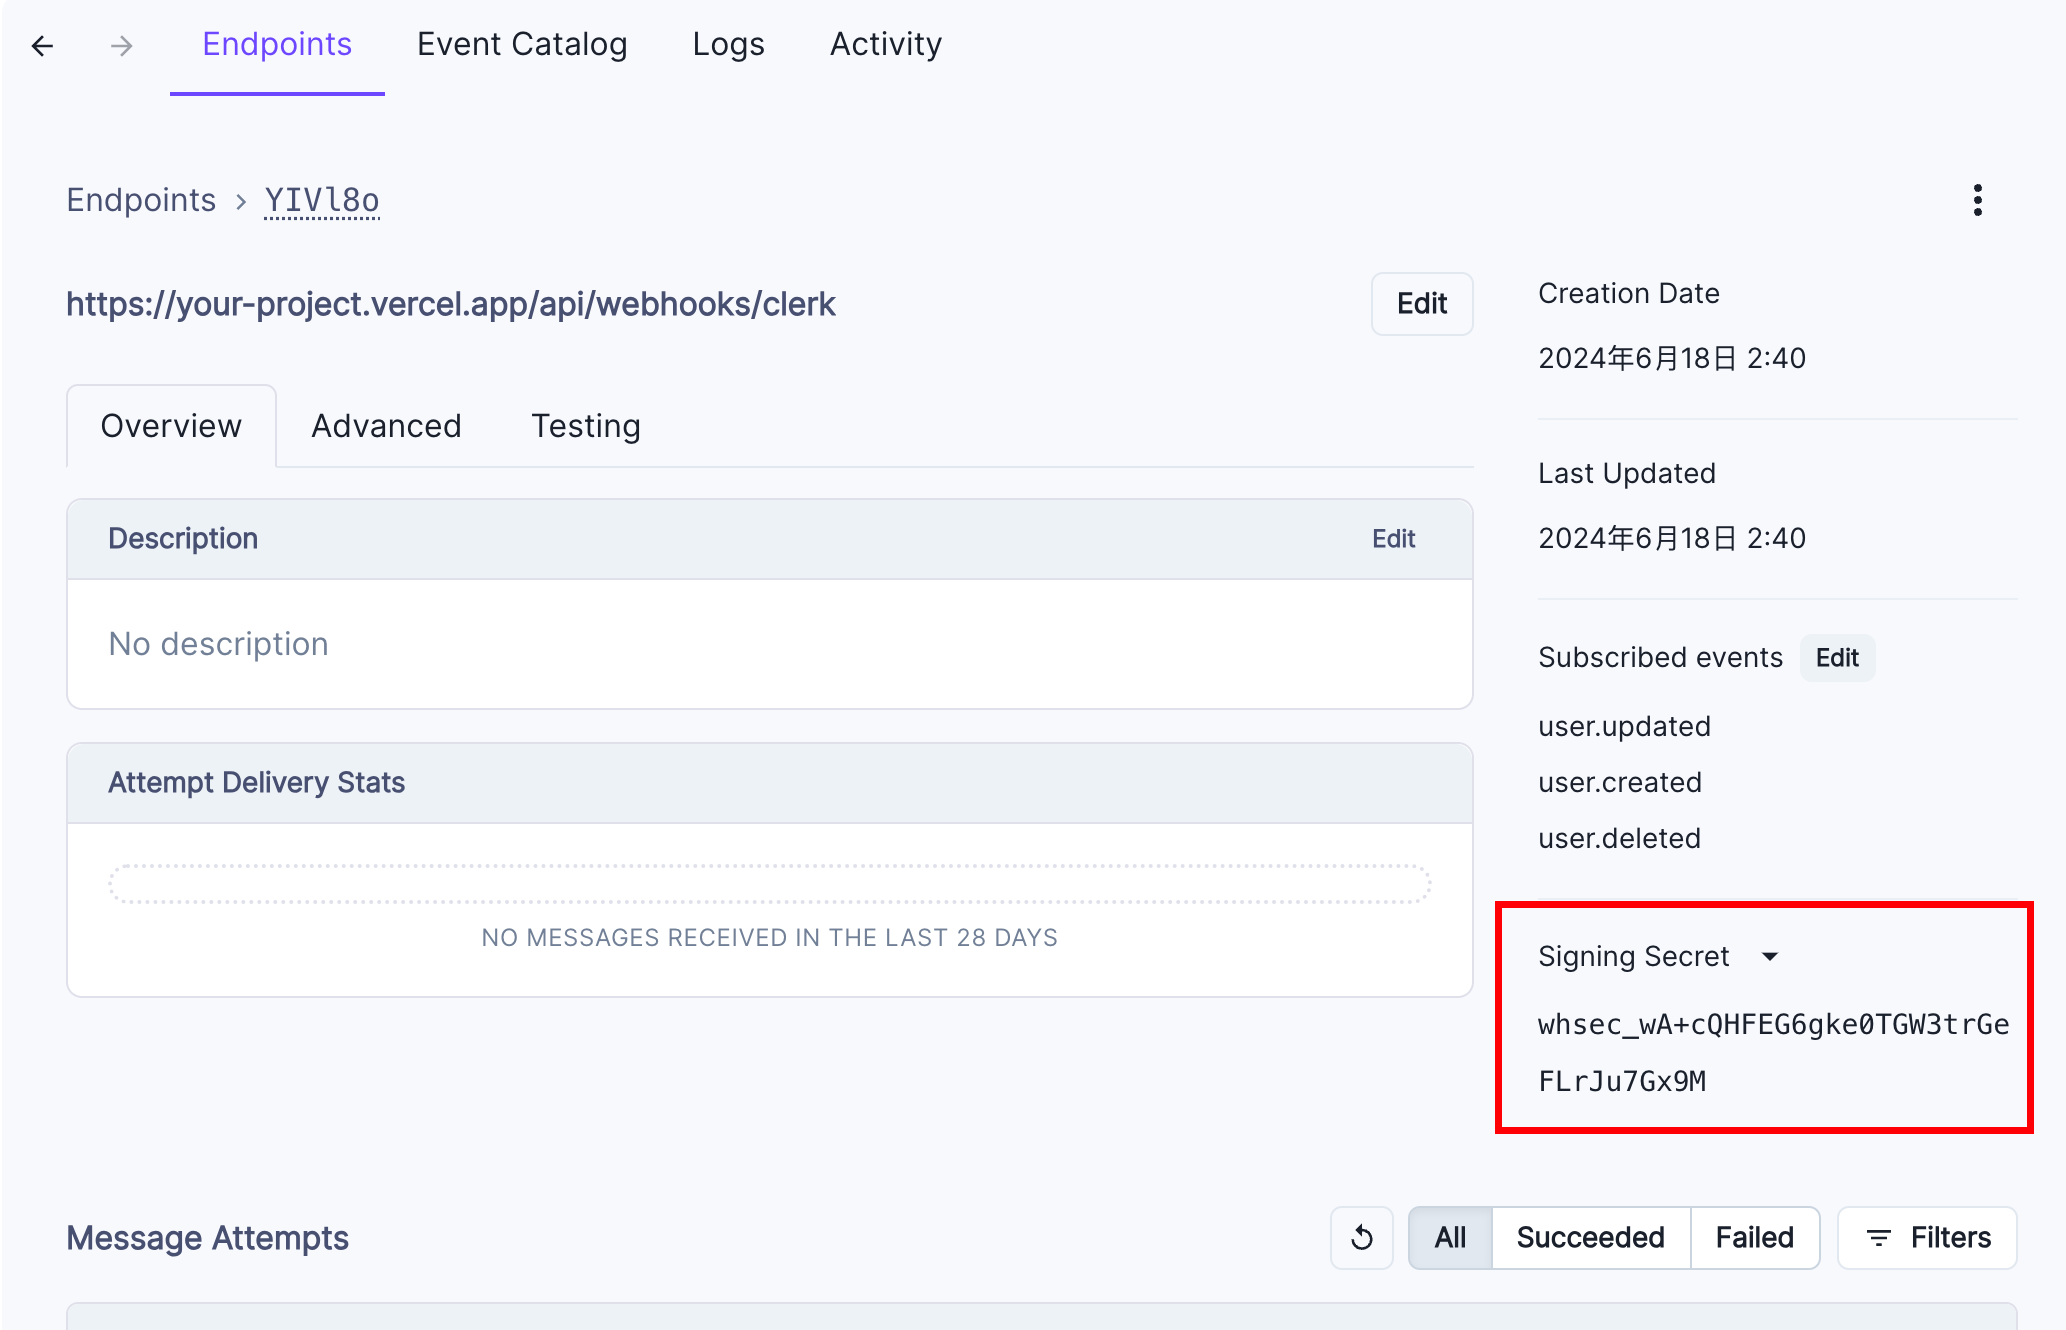 Endpoints Event Catalog Logs Activity
Endpoints > YIVl8o
https://your-project.vercel.app/api/webhooks/clerk
Edit
Overview Advanced Testing
Description
Edit
No description
Attempt Delivery Stats
NO MESSAGES RECEIVED IN THE LAST 28 DAYS
Creation Date
2024年6月18日 2:40
Last Updated
2024年6月18日 2:40
Subscribed events Edit
user.updated
user.created
user.deleted
Signing Secret
whsec_wA+cQHFEG6gke0TGW3trGe
FLrJu7Gx9M
Message Attempts
All Succeeded Failed Filters